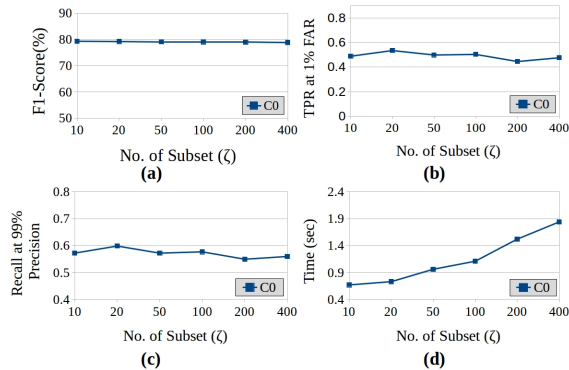 F1-Score(%)
90
80
70
60
50
C0
10 20 50 100 200 400
No. of Subset (ζ)
(a)
TPR at 1% FAR
0.8
0.6
0.4
0.2
0
C0
10 20 50 100 200 400
No. of Subset (ζ)
(b)
Recall at 99%
Precision
0.8
0.7
0.6
0.5
0.4
C0
10 20 50 100 200 400
No. of Subset (ζ)
(c)
Time (sec)
2.4
1.9
1.4
0.9
0.4
C0
10 20 50 100 200 400
No. of Subset (ζ)
(d)